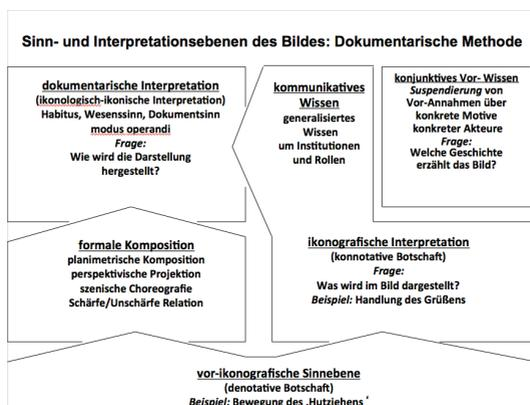 Sinn- und Interpretationsebenen des Bildes: Dokumentarische Methode
dokumentarische Interpretation
(ikonologisch-ikonische Interpretation)
Habitus, Wesenssinn, Dokumentsinn
modus operandi
Frage:
Wie wird die Darstellung
hergestellt?
kommunikatives
Wissen
generalisiertes
Wissen
um Institutionen
und Rollen
konjunktives Vor- Wissen
Suspendierung von
Vor-Annahmen über
konkrete Motive
konkreter Akteure
Frage:
Welche Geschichte
erzählt das Bild?
formale Komposition
planimetrische Komposition
perspektivische Projektion
szenische Choreografie
Schärfe/Unschärfe Relation
ikonografische Interpretation
(konnotative Botschaft)
Frage:
Was wird im Bild dargestellt?
Beispiel: Handlung des Grüßens
vor-ikonografische Sinnebene
(denotative Botschaft)
Beispiel: Bewegung des ‚Hutziehens ‘